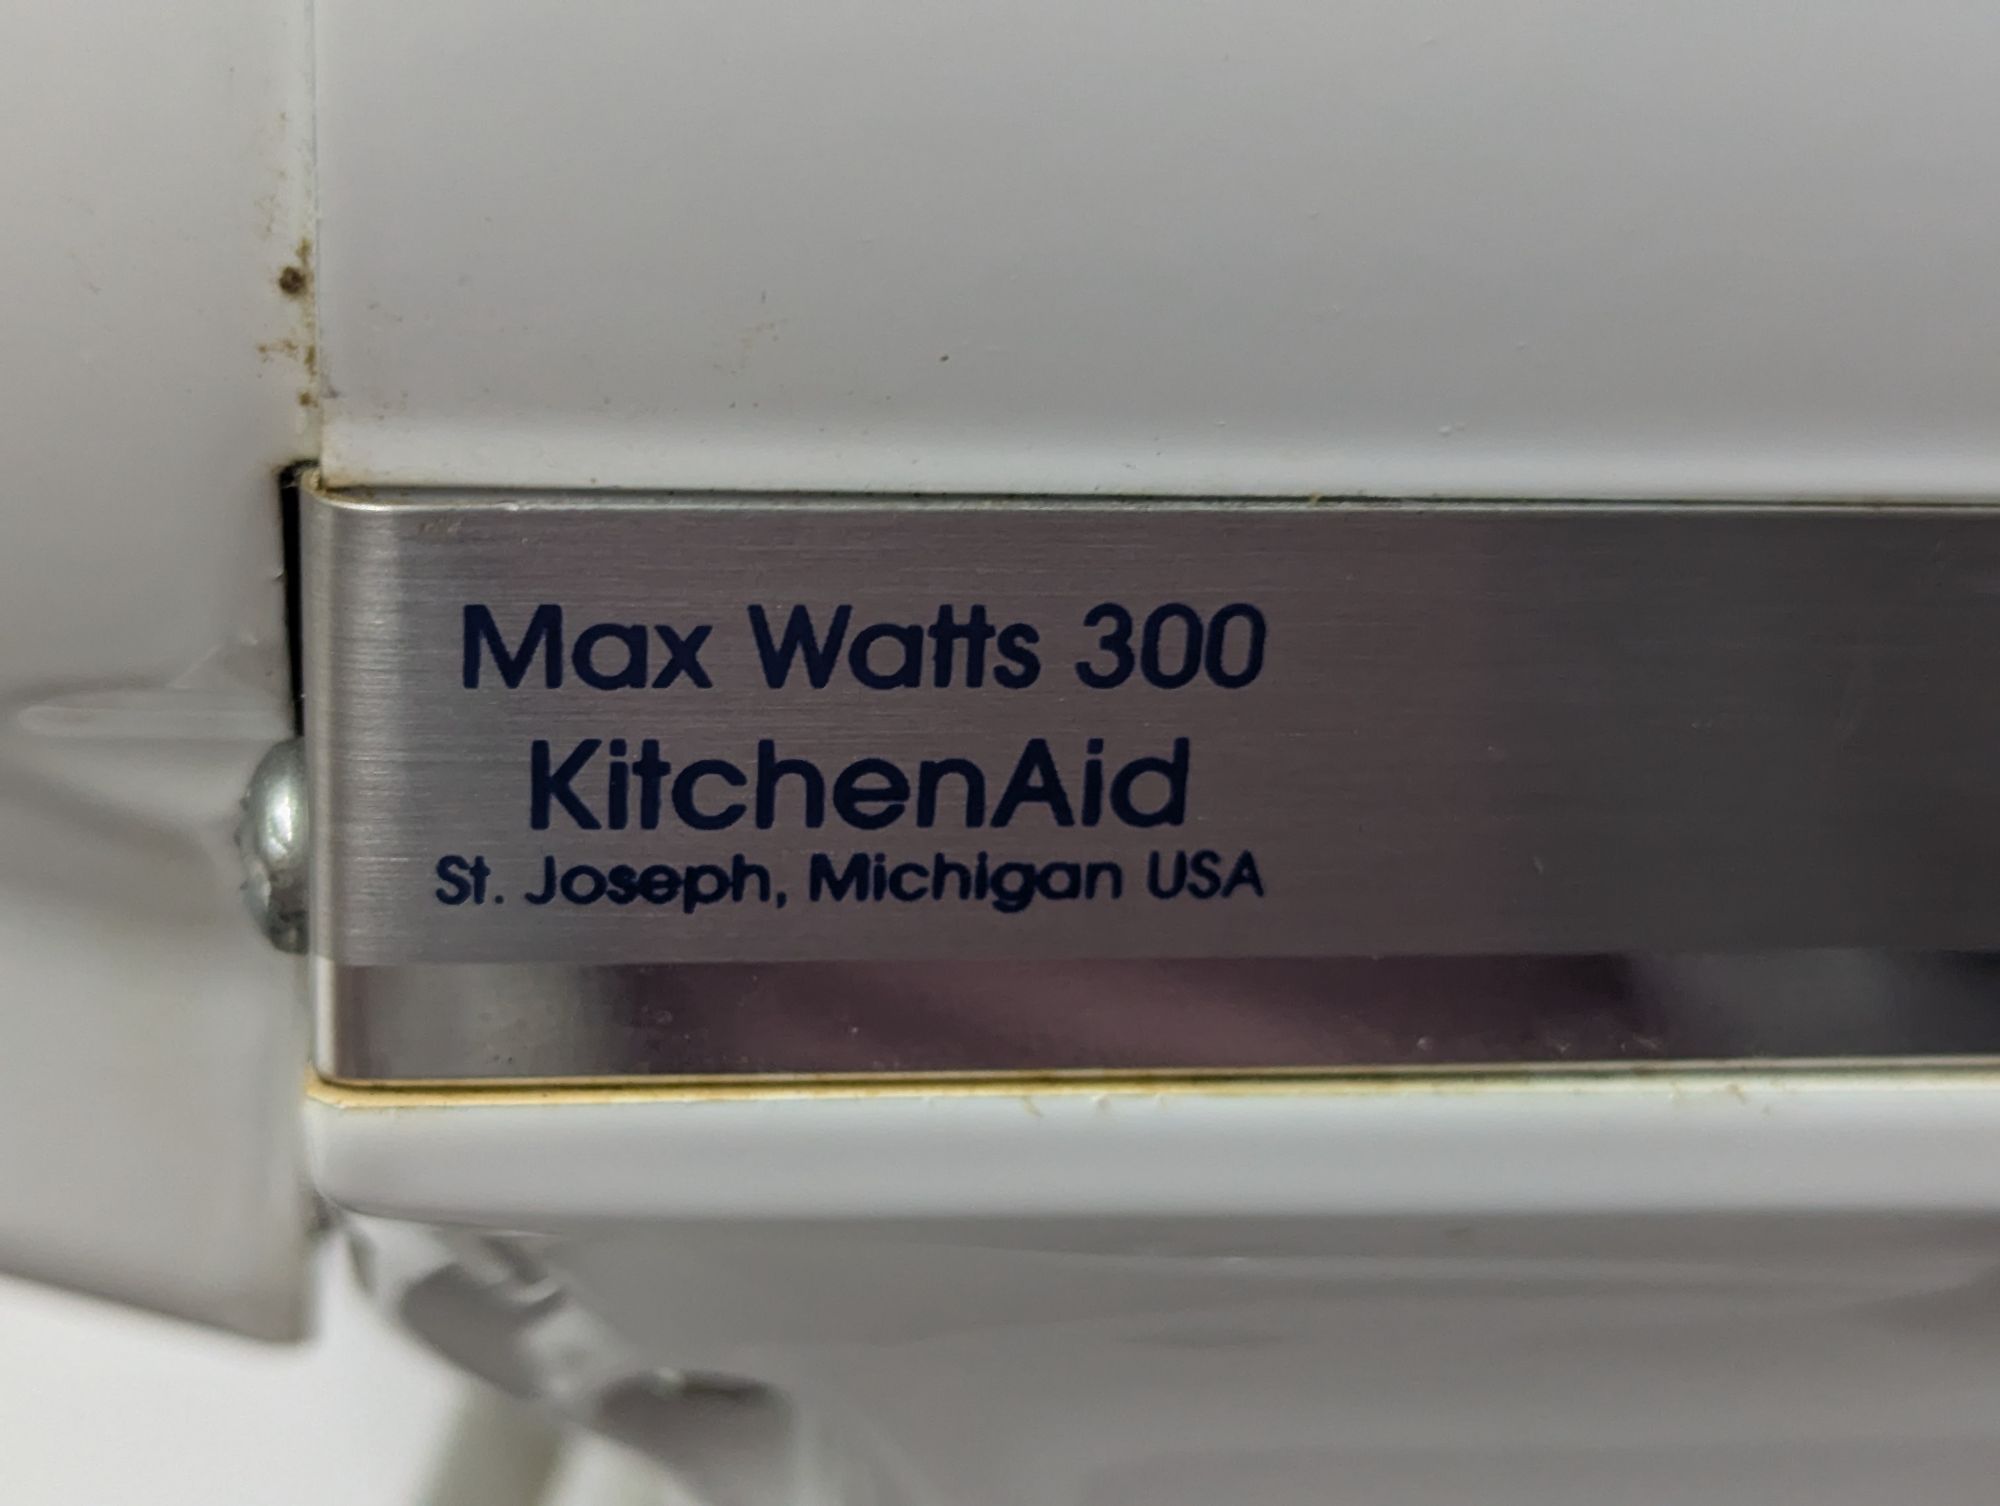 Max Watts 300
KitchenAid
St. Joseph, Michigan USA